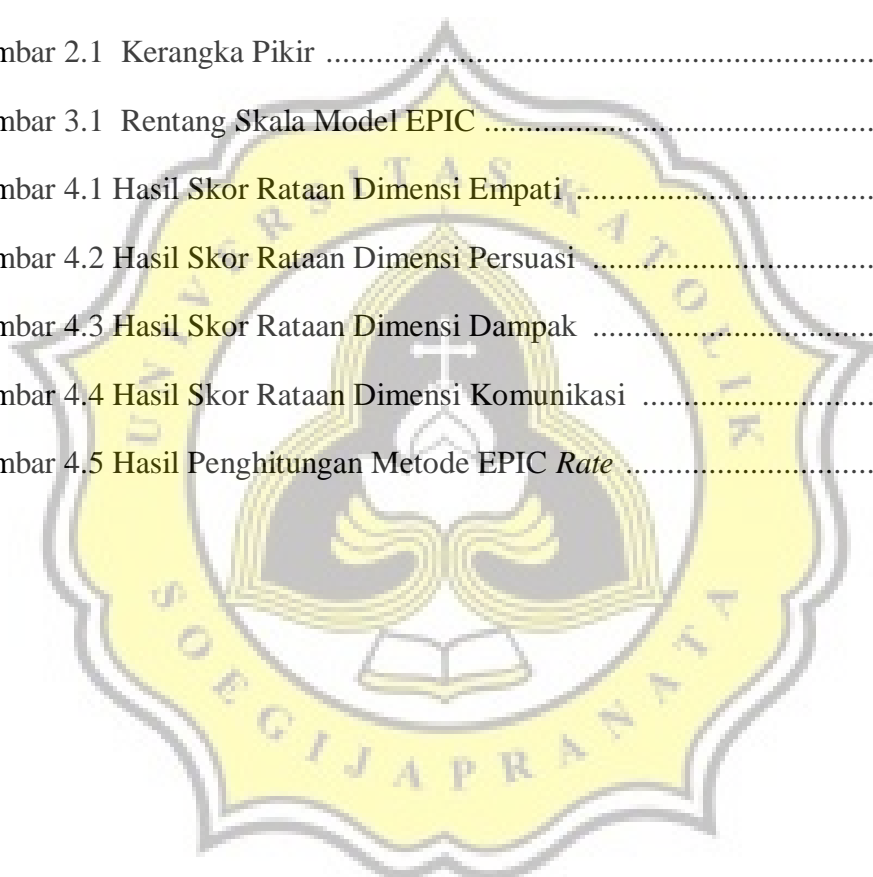 mbar 2.1 Kerangka Pikir ........................................................................
mbar 3.1 Rentang Skala Model EPIC ....................................................
mbar 4.1 Hasil Skor Rataan Dimensi Empati .........................................
mbar 4.2 Hasil Skor Rataan Dimensi Persuasi .......................................
mbar 4.3 Hasil Skor Rataan Dimensi Dampak .......................................
mbar 4.4 Hasil Skor Rataan Dimensi Komunikasi .................................
mbar 4.5 Hasil Penghitungan Metode EPIC Rate ...................................
UNIVERSITAS KATOLIK
SOEGIJAPRANATA